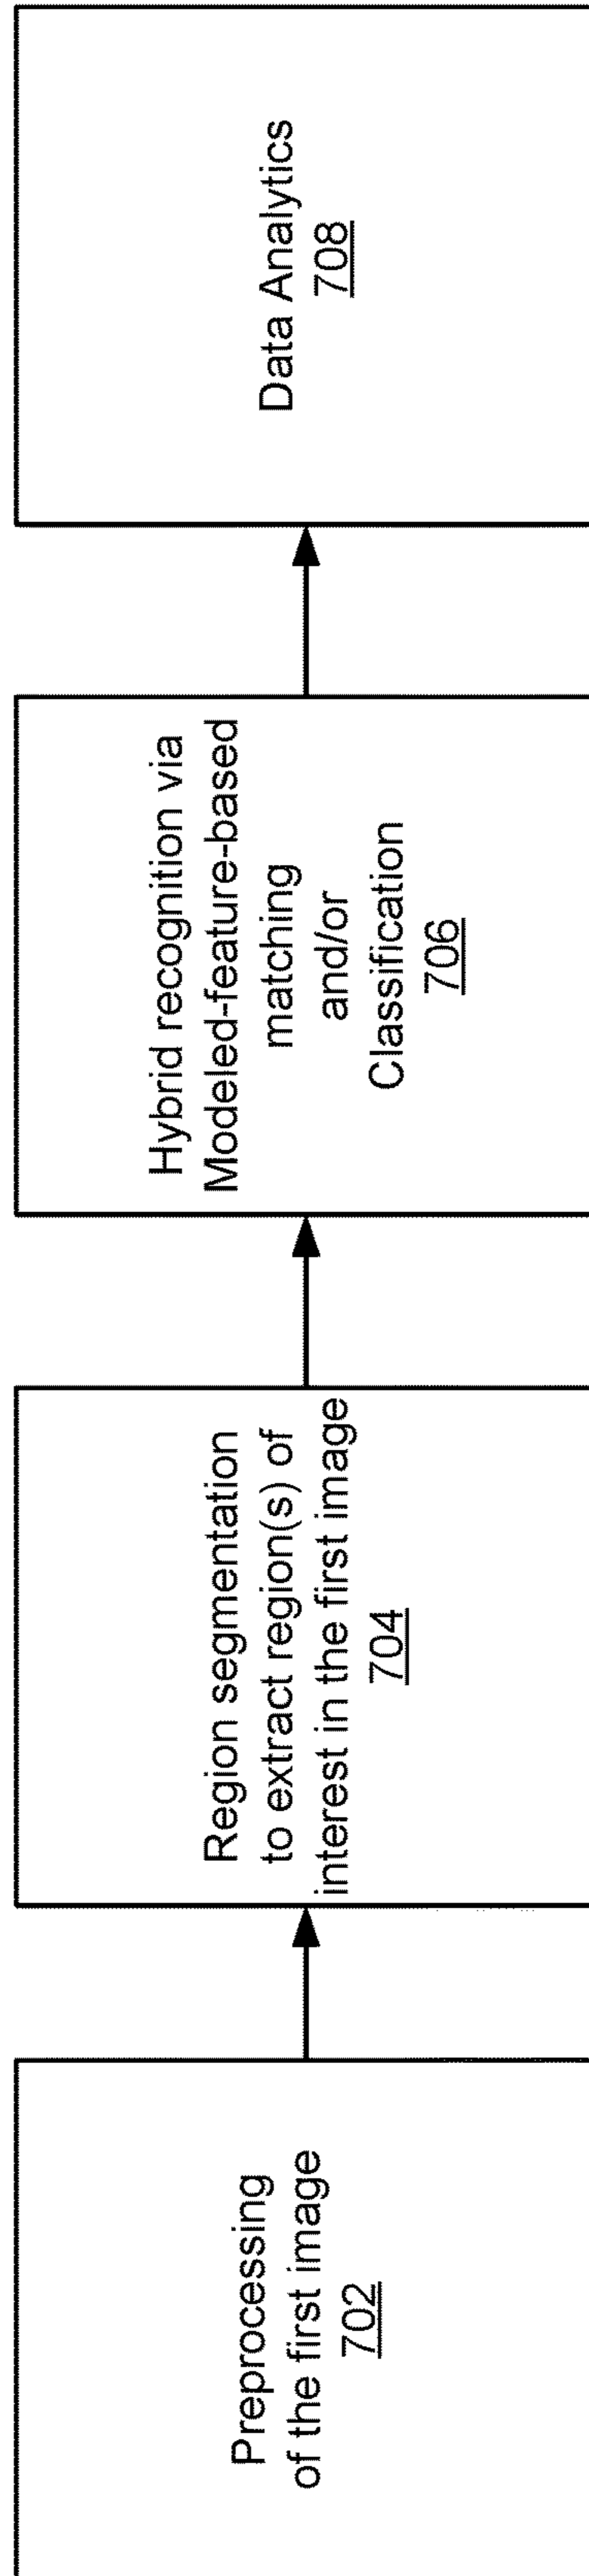 Preprocessing
of the first image
702
Region segmentation
to extract region(s) of
interest in the first image
704
Hybrid recognition via
Modeled-feature-based
matching
and/or
Classification
706
Data Analytics
708